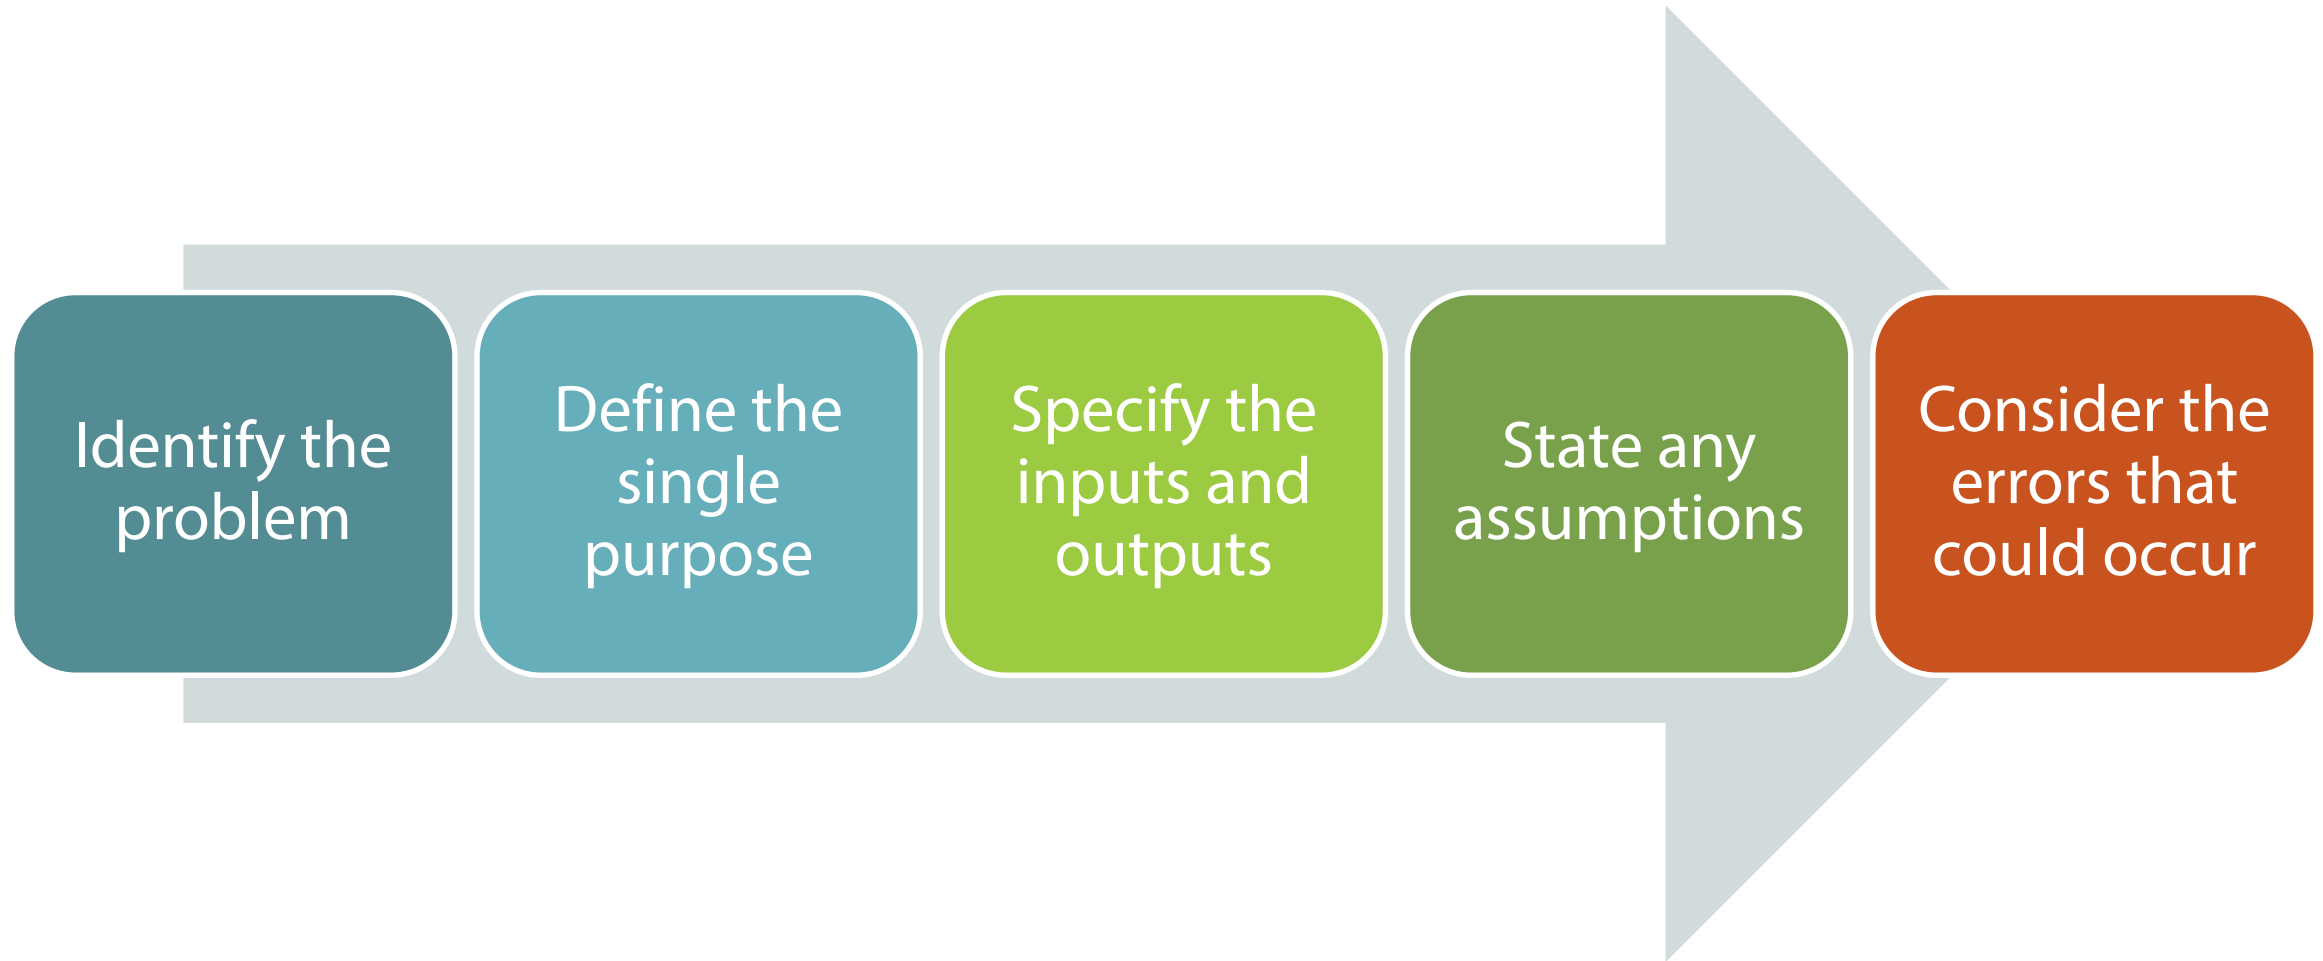 Identify the
problem
Define the
single
purpose
Specify the
inputs and
outputs
State any
assumptions
Consider the
errors that
could occur